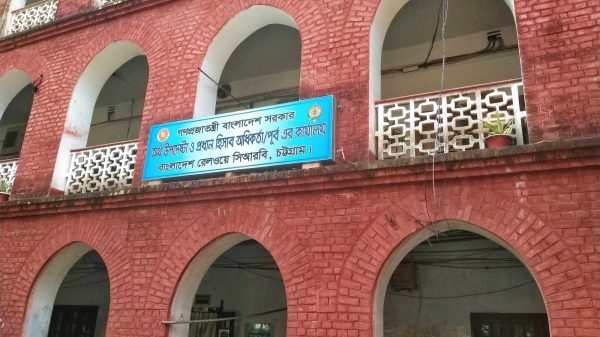 গণপ্রজাতন্ত্রী বাংলাদেশ সরকার
অর্থ উপদেষ্টা ও প্রধান হিসাব অধিকর্তা/পূর্ব এর কার্যালয়
বাংলাদেশ রেলওয়ে সিআরবি, চট্টগ্রাম।